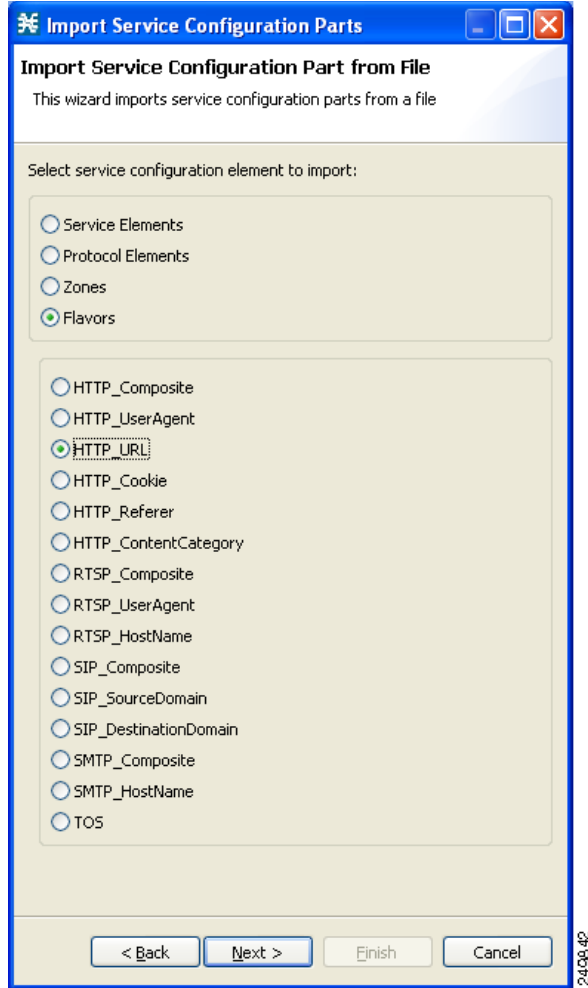 Import Service Configuration Parts
Import Service Configuration Part from File
This wizard imports service configuration parts from a file
Select service configuration element to import:
Service Elements
Protocol Elements
Zones
Flavors
HTTP_Composite
HTTP_UserAgent
HTTP_URL
HTTP_Cookie
HTTP_Referer
HTTP_ContentCategory
RTSP_Composite
RTSP_UserAgent
RTSP_HostName
SIP_Composite
SIP_SourceDomain
SIP_DestinationDomain
SMTP_Composite
SMTP_HostName
TOS
< Back Next > Finish Cancel
249842